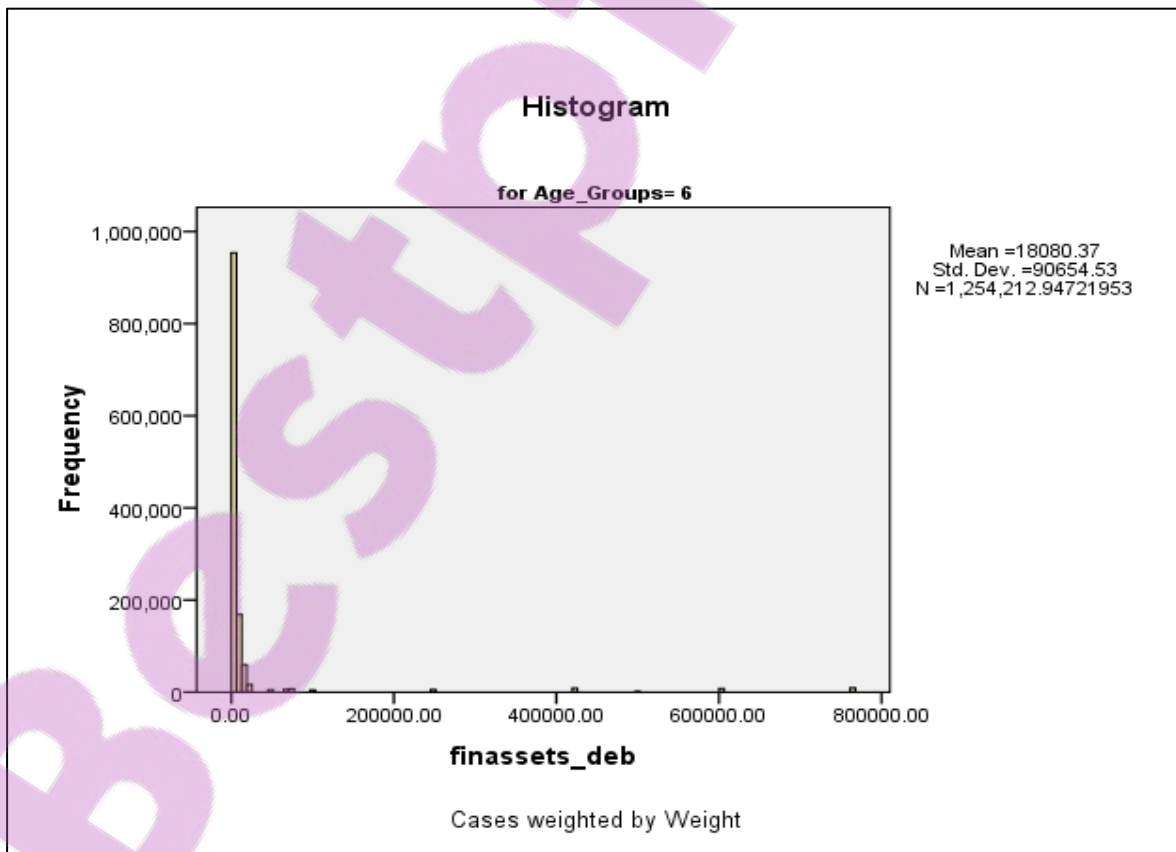 Histogram
for Age_Groups= 6
Mean =18080.37
Std. Dev. =90654.53
N =1,254,212.94721953
Frequency
1,000,000
800,000
600,000
400,000
200,000
0
0.00 200000.00 400000.00 600000.00 800000.00
finassets_deb
Cases weighted by Weight
Bestp